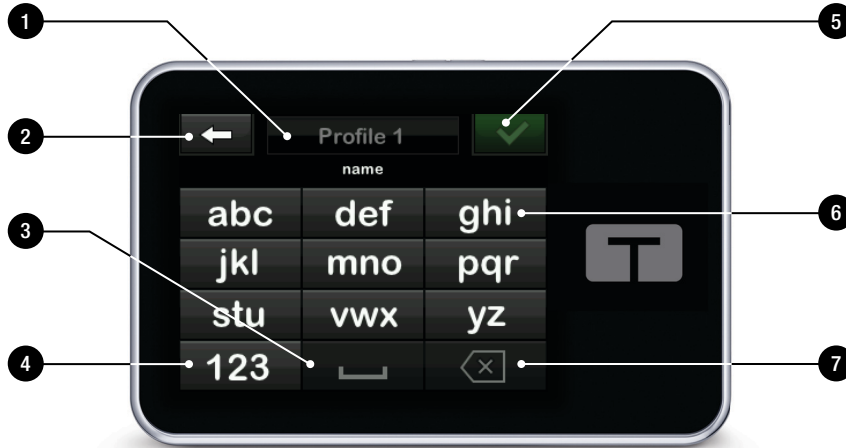 1
5
2
Profile 1
name
abc def ghi
6
3
jkl mno pqr
stu vwx yz
4
123
7
T